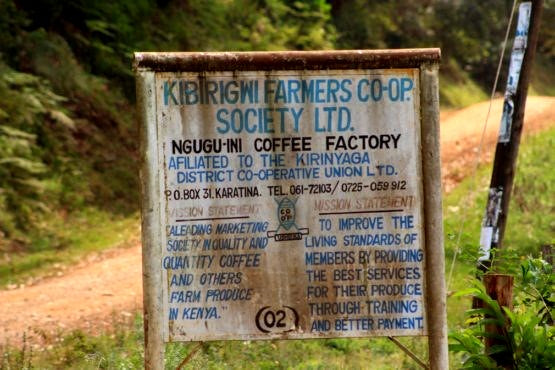 KIBIRIGWI FARMERS CO-OP.
SOCIETY LTD.
NGUGU-INI COFFEE FACTORY
AFILIATED TO THE KIRINYAGA
DISTRICT CO-OPERATIVE UNION LTD.
P.O.BOX 31, KARATINA. TEL.061-72103/0725-059 912
MISSION STATEMENT
"ALEADING MARKETING
SOCIETY IN QUALITY AND
QUANTITY COFFEE
AND OTHERS
FARM PRODUCE
IN KENYA."
CO
OP
MISSION STATEMENT
TO IMPROVE THE
LIVING STANDARDS OF
MEMBERS BY PROVIDING
THE BEST SERVICES
FOR THEIR PRODUCE
THROUGH TRAINING
AND BETTER PAYMENT.
(02)